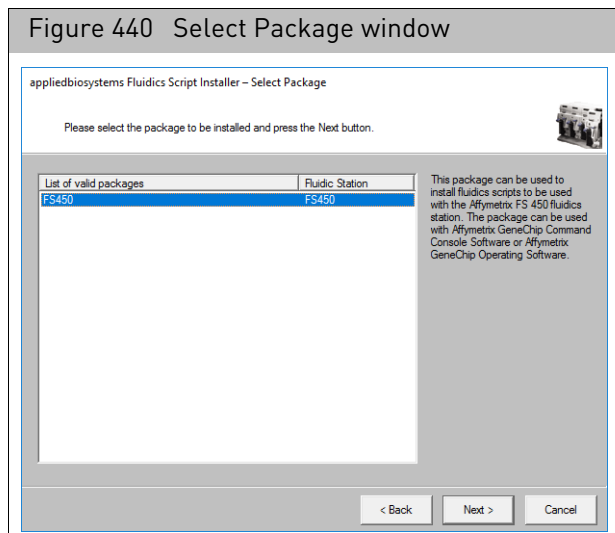 Figure 440 Select Package window
appliedbiosystems Fluidics Script Installer – Select Package
Please select the package to be installed and press the Next button.
List of valid packages Fluidic Station
FS450 FS450
This package can be used to
install fluidics scripts to be used
with the Affymetrix FS 450 fluidics
station. The package can be used
with Affymetrix GeneChip Command
Console Software or Affymetrix
GeneChip Operating Software.
< Back Next > Cancel